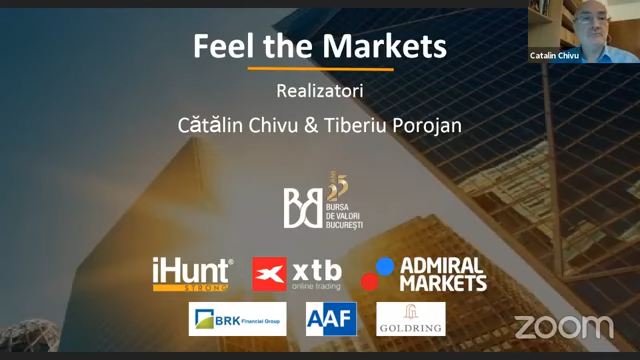 Feel the Markets
Catalin Chivu
Realizatori
Cătălin Chivu & Tiberiu Porojan
25 ANI
BURSA
DE VALORI
BUCUREȘTI
iHunt®
STRONG
xtb
online trading
ADMIRAL
MARKETS
BRK Financial Group
AAF
GOLDRING
zoom